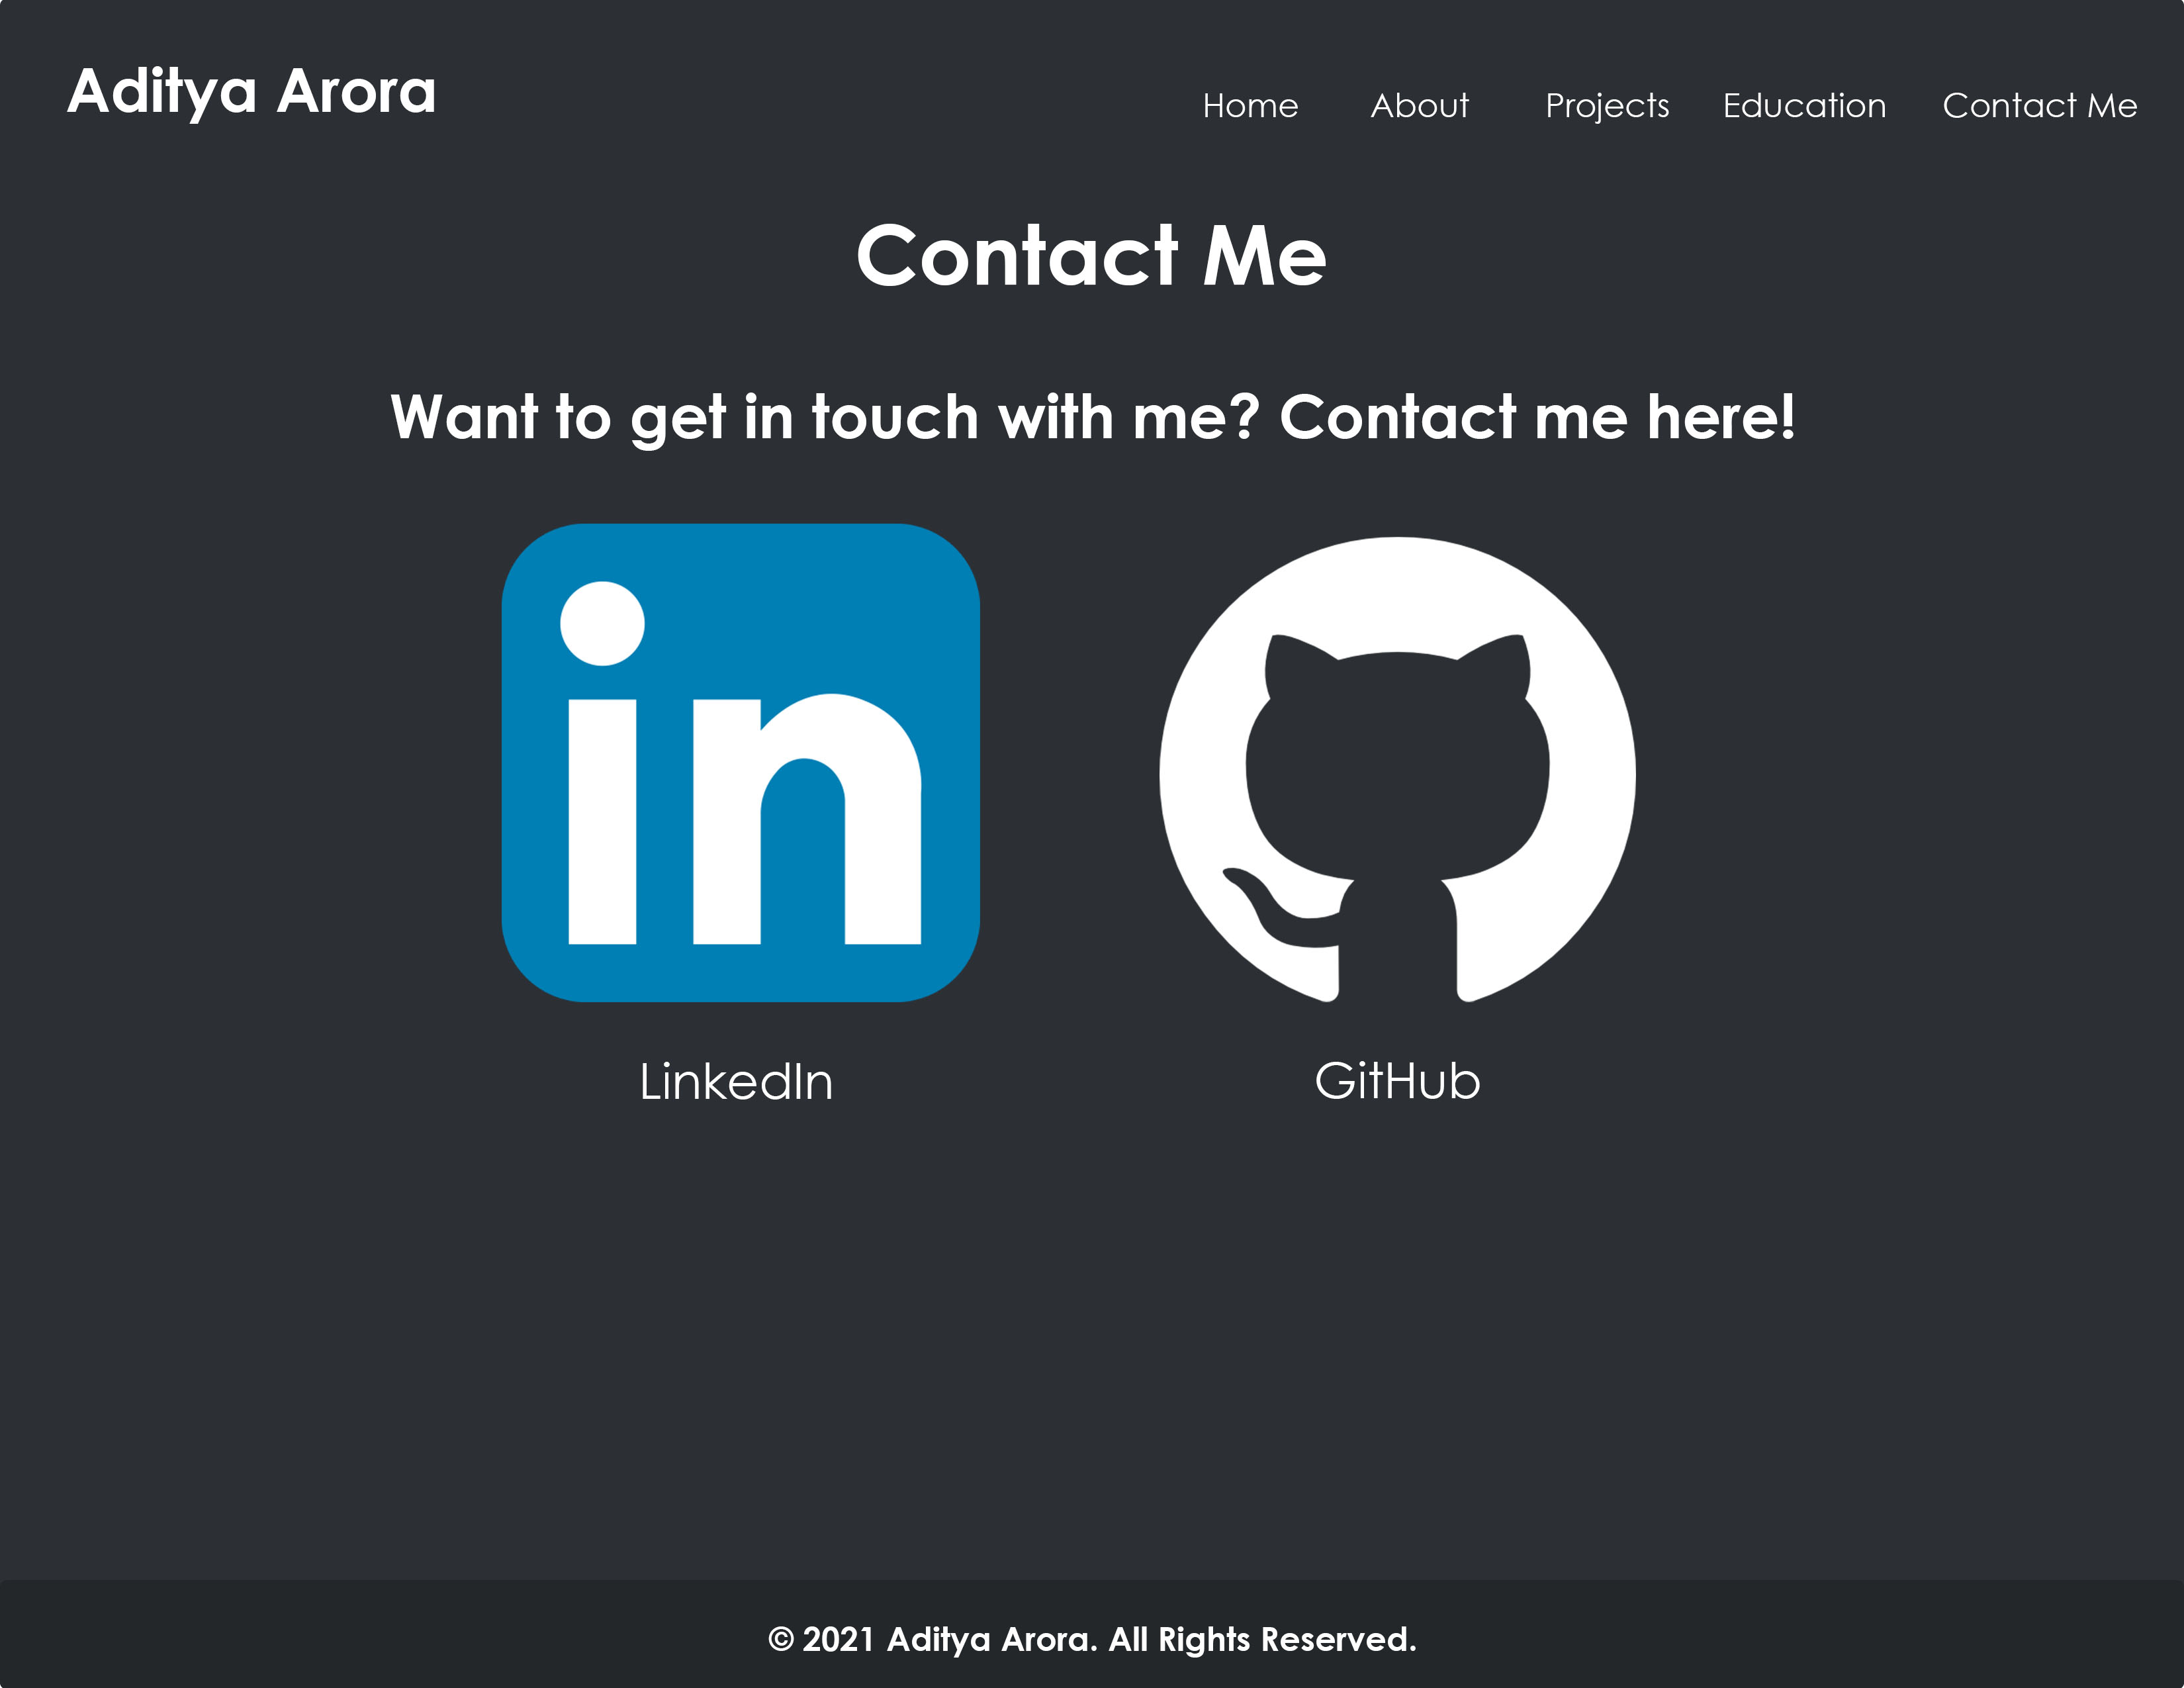 Aditya Arora
Home About Projects Education Contact Me
Contact Me
Want to get in touch with me? Contact me here!
in
LinkedIn GitHub
© 2021 Aditya Arora. All Rights Reserved.